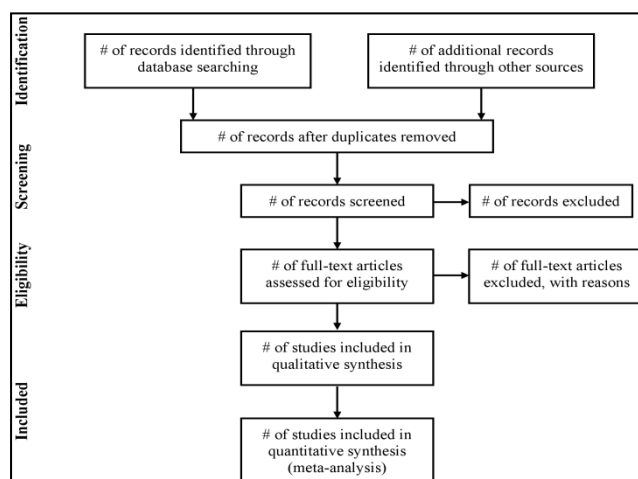 Identification
# of records identified through
database searching
# of additional records
identified through other sources
# of records after duplicates removed
Screening
# of records screened
# of records excluded
Eligibility
# of full-text articles
assessed for eligibility
# of full-text articles
excluded, with reasons
# of studies included in
qualitative synthesis
Included
# of studies included in
quantitative synthesis
(meta-analysis)